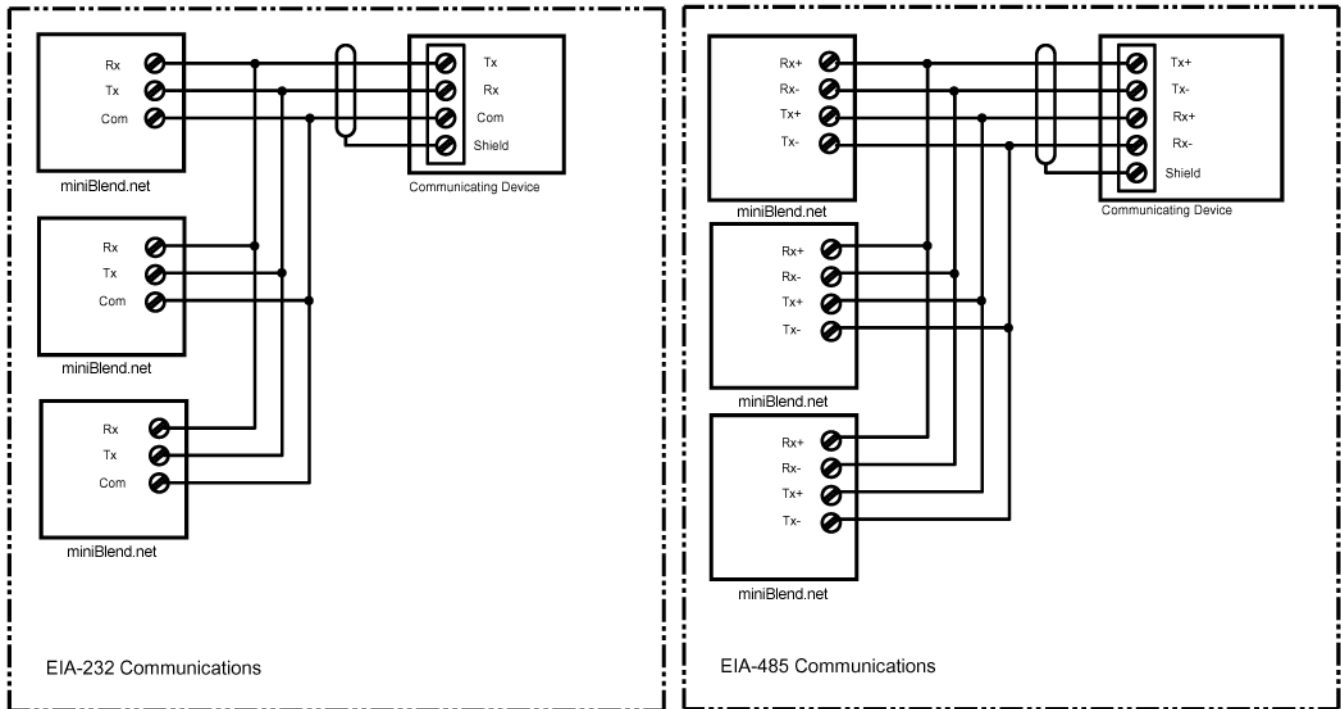 Rx
Tx
Com
miniBlend.net
Tx
Rx
Com
Shield
Communicating Device
Rx
Tx
Com
miniBlend.net
Rx
Tx
Com
miniBlend.net
EIA-232 Communications
Rx+
Rx-
Tx+
Tx-
miniBlend.net
Tx+
Tx-
Rx+
Rx-
Shield
Communicating Device
Rx+
Rx-
Tx+
Tx-
miniBlend.net
Rx+
Rx-
Tx+
Tx-
miniBlend.net
EIA-485 Communications